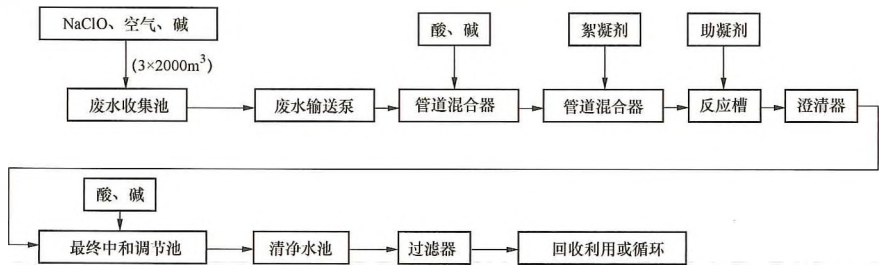 NaClO、空气、碱
(3×2000m³)
酸、碱
絮凝剂
助凝剂
废水收集池
废水输送泵
管道混合器
管道混合器
反应槽
澄清器
酸、碱
最终中和调节池
清净水池
过滤器
回收利用或循环